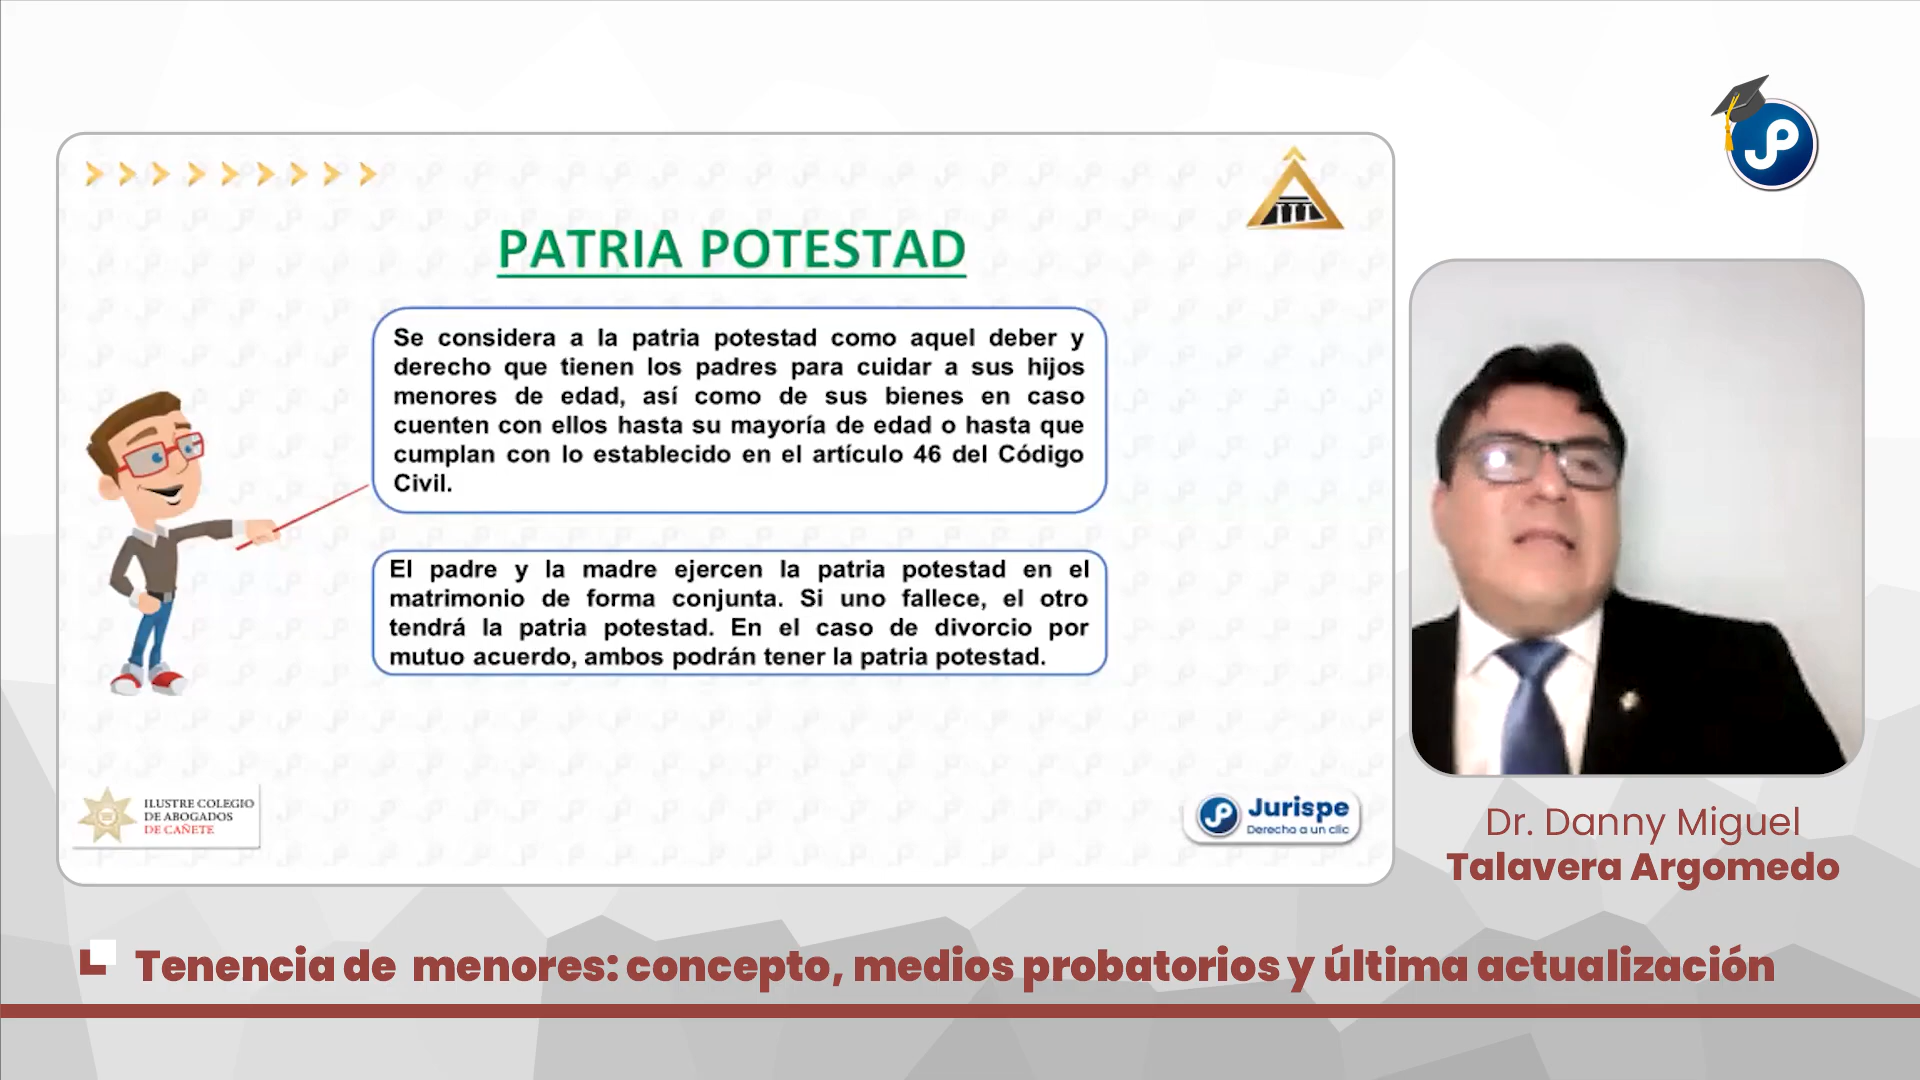 PATRIA POTESTAD
Se considera a la patria potestad como aquel deber y
derecho que tienen los padres para cuidar a sus hijos
menores de edad, así como de sus bienes en caso
cuenten con ellos hasta su mayoría de edad o hasta que
cumplan con lo establecido en el artículo 46 del Código
Civil.
El padre y la madre ejercen la patria potestad en el
matrimonio de forma conjunta. Si uno fallece, el otro
tendrá la patria potestad. En el caso de divorcio por
mutuo acuerdo, ambos podrán tener la patria potestad.
ILUSTRE COLEGIO
DE ABOGADOS
DE CAÑETE
JP
Jurispe
Derecho a un clic
JP
Dr. Danny Miguel
Talavera Argomedo
Tenencia de menores: concepto, medios probatorios y última actualización